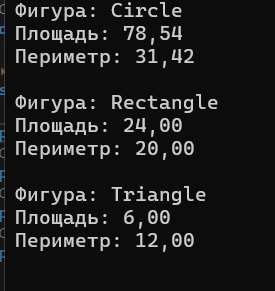 Фигура: Circle
Площадь: 78,54
Периметр: 31,42
Фигура: Rectangle
Площадь: 24,00
Периметр: 20,00
Фигура: Triangle
Площадь: 6,00
Периметр: 12,00